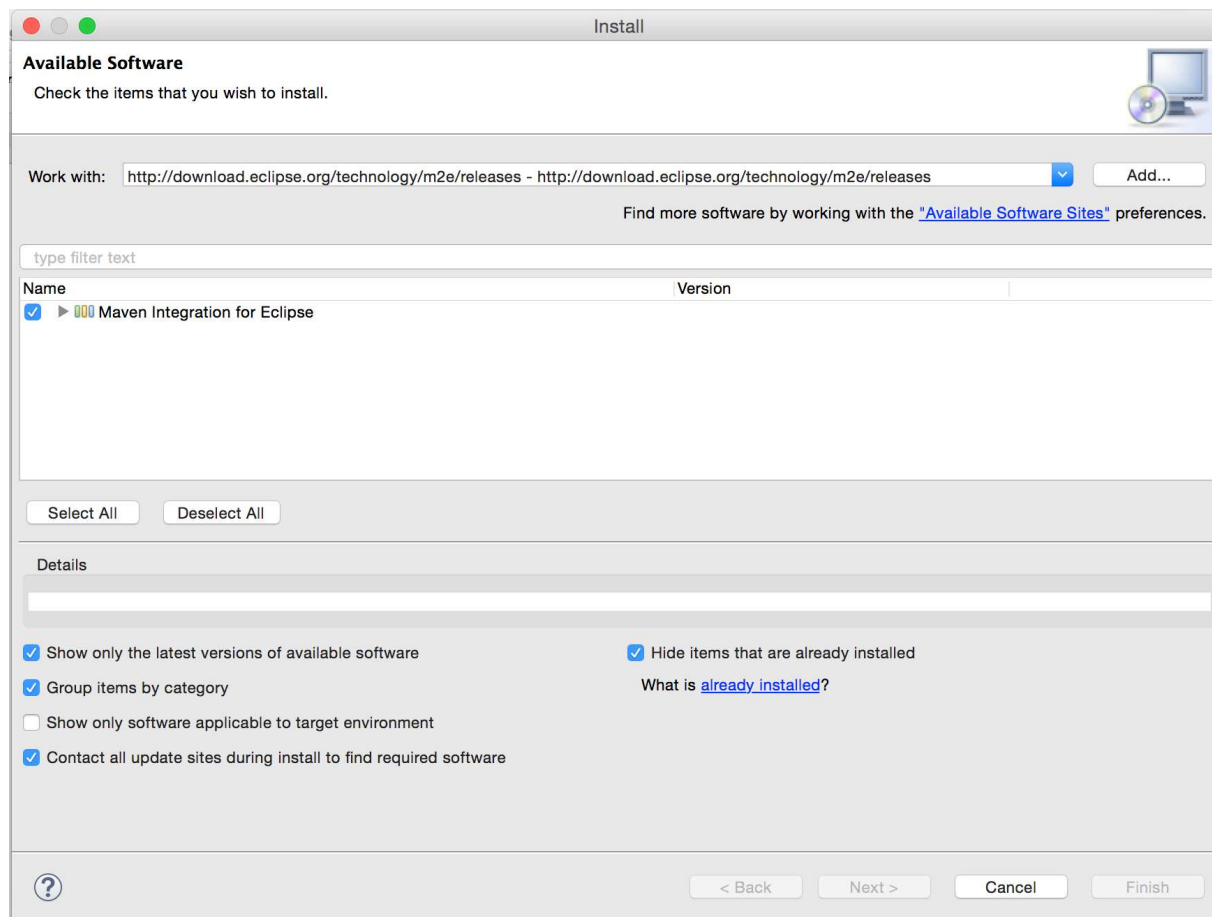 Install
Available Software
Check the items that you wish to install.
Work with: http://download.eclipse.org/technology/m2e/releases - http://download.eclipse.org/technology/m2e/releases Add...
Find more software by working with the "Available Software Sites" preferences.
type filter text
Name Version
Maven Integration for Eclipse
Select All Deselect All
Details
Show only the latest versions of available software Hide items that are already installed
Group items by category What is already installed?
Show only software applicable to target environment
Contact all update sites during install to find required software
? < Back Next > Cancel Finish